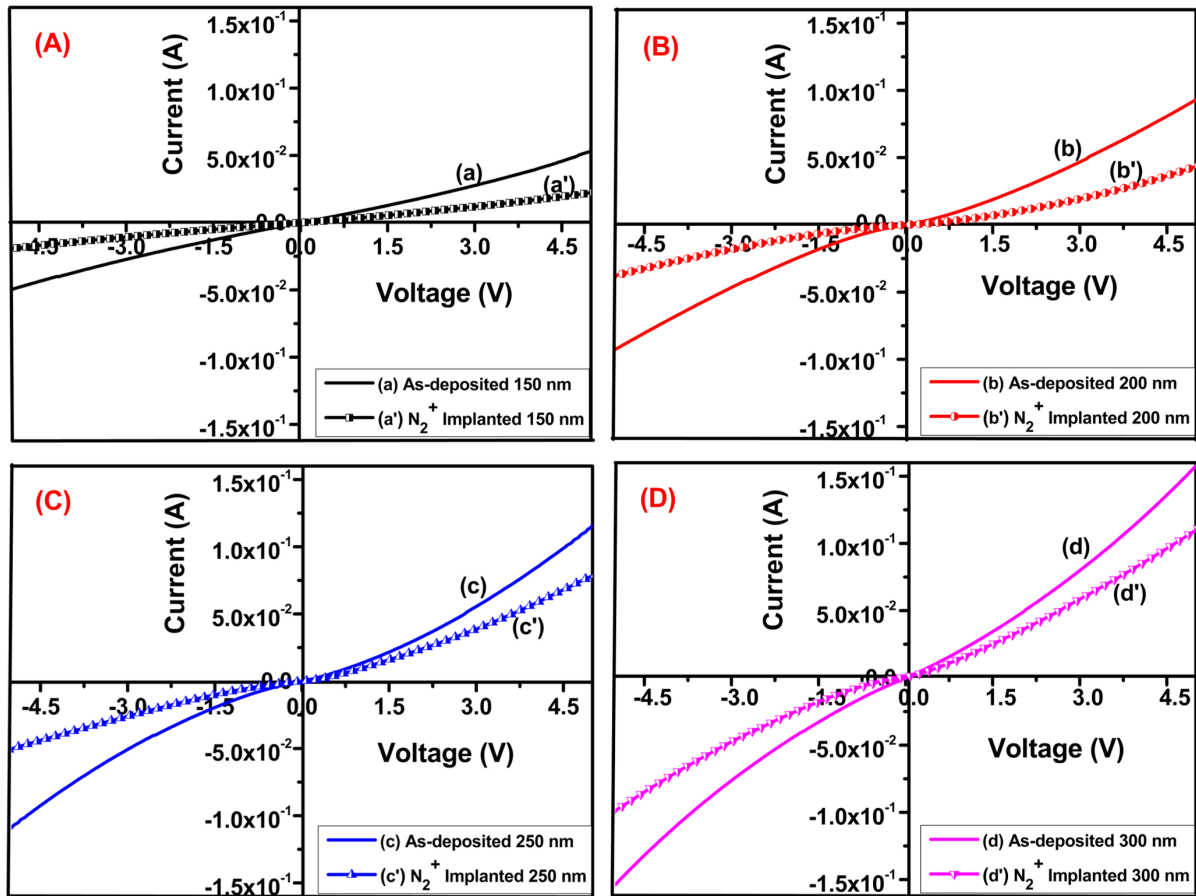 (A)
Current (A)
1.5x10⁻¹
1.0x10⁻¹
5.0x10⁻²
0.0
-5.0x10⁻²
-1.0x10⁻¹
-1.5x10⁻¹
-4.5 -3.0 -1.5 0.0 1.5 3.0 4.5
Voltage (V)
(a)
(a')
(a) As-deposited 150 nm
(a') N₂⁺ Implanted 150 nm
(B)
Current (A)
1.5x10⁻¹
1.0x10⁻¹
5.0x10⁻²
0.0
-5.0x10⁻²
-1.0x10⁻¹
-1.5x10⁻¹
-4.5 -3.0 -1.5 0.0 1.5 3.0 4.5
Voltage (V)
(b)
(b')
(b) As-deposited 200 nm
(b') N₂⁺ Implanted 200 nm
(C)
Current (A)
1.5x10⁻¹
1.0x10⁻¹
5.0x10⁻²
0.0
-5.0x10⁻²
-1.0x10⁻¹
-1.5x10⁻¹
-4.5 -3.0 -1.5 0.0 1.5 3.0 4.5
Voltage (V)
(c)
(c')
(c) As-deposited 250 nm
(c') N₂⁺ Implanted 250 nm
(D)
Current (A)
1.5x10⁻¹
1.0x10⁻¹
5.0x10⁻²
0.0
-5.0x10⁻²
-1.0x10⁻¹
-1.5x10⁻¹
-4.5 -3.0 -1.5 0.0 1.5 3.0 4.5
Voltage (V)
(d)
(d')
(d) As-deposited 300 nm
(d') N₂⁺ Implanted 300 nm